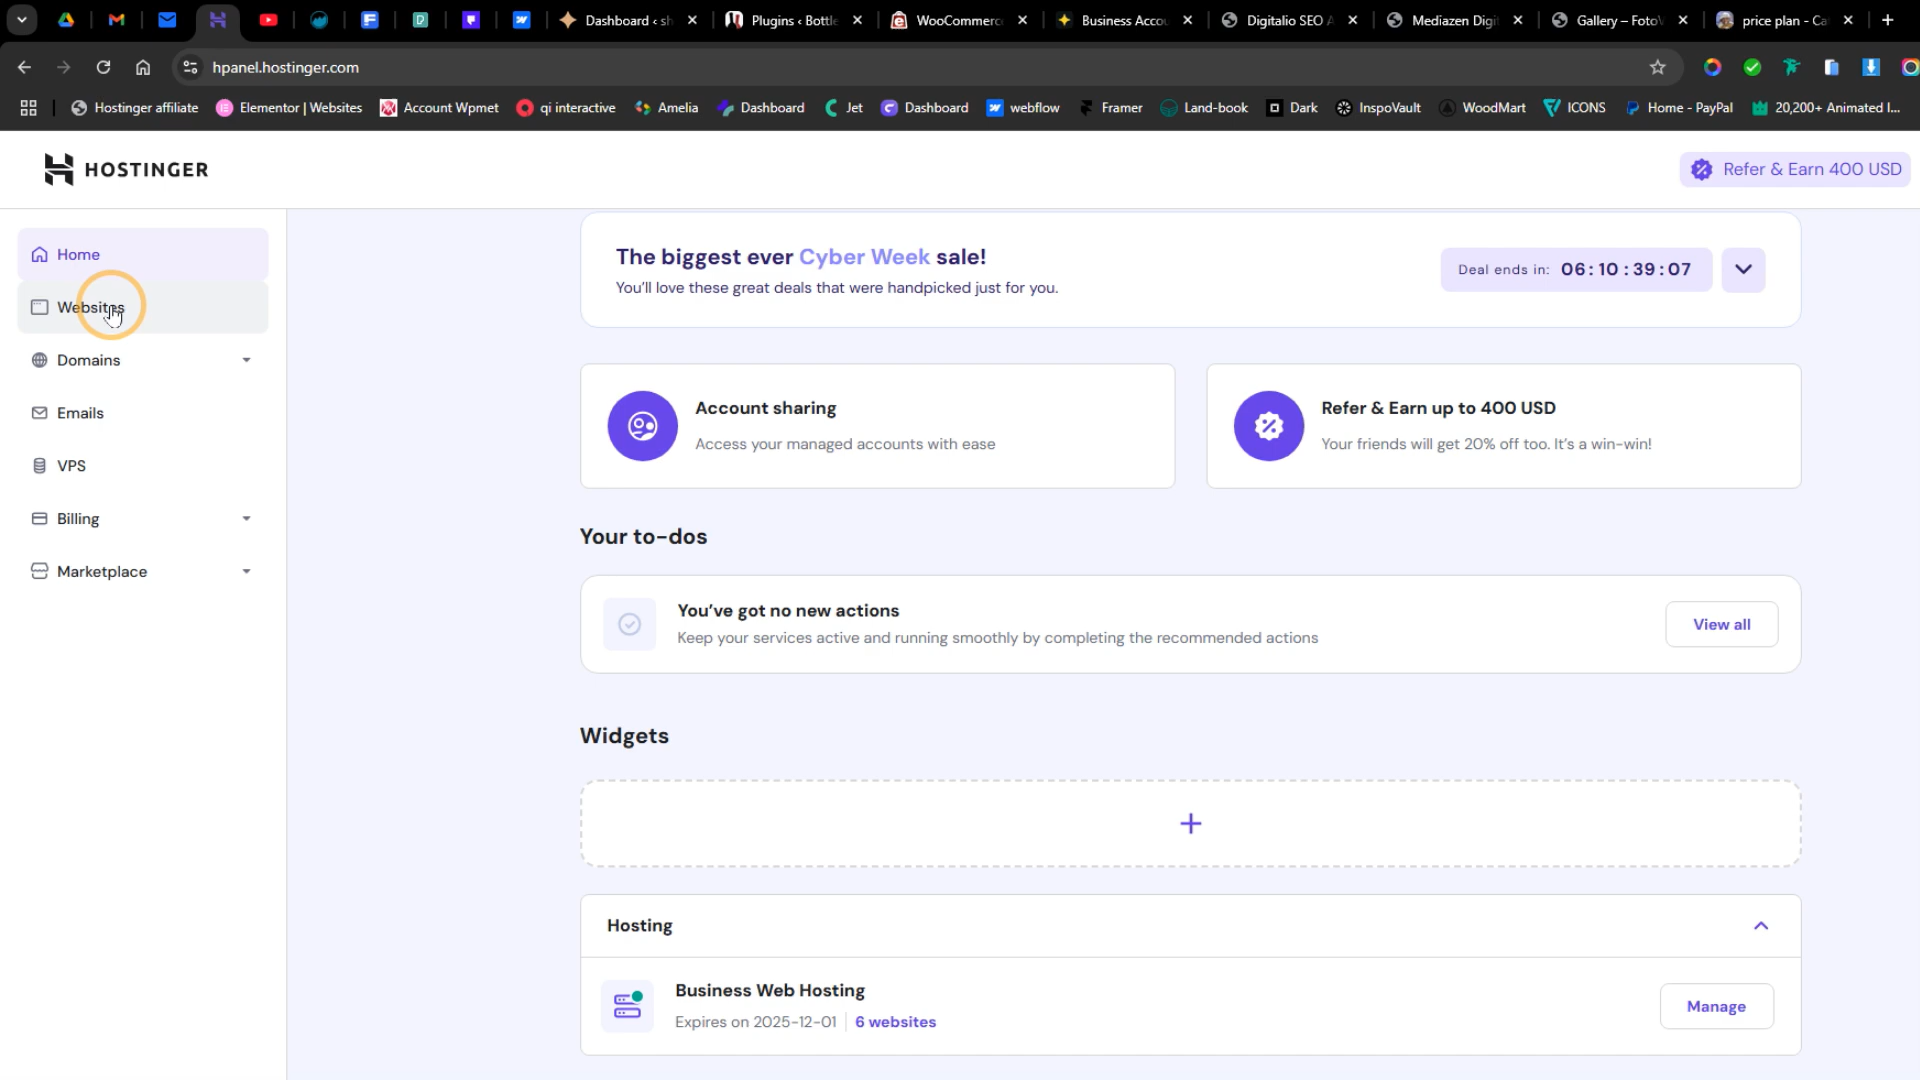 Dashboard ‹ sh
Plugins ‹ Bottle
WooCommerc
Business Accou
Digitalio SEO A
Mediazen Digit
Gallery – FotoV
price plan - Ca
hpanel.hostinger.com
Hostinger affiliate
Elementor | Websites
Account Wpmet
qi interactive
Amelia
Dashboard
Jet
Dashboard
webflow
Framer
Land-book
Dark
InspoVault
WoodMart
ICONS
Home - PayPal
20,200+ Animated I...
HOSTINGER
Refer & Earn 400 USD
Home
Websites
Domains
Emails
VPS
Billing
Marketplace
The biggest ever Cyber Week sale!
You'll love these great deals that were handpicked just for you.
Deal ends in: 06:10:39:07
Account sharing
Access your managed accounts with ease
Refer & Earn up to 400 USD
Your friends will get 20% off too. It's a win-win!
Your to-dos
You've got no new actions
Keep your services active and running smoothly by completing the recommended actions
View all
Widgets
Hosting
Business Web Hosting
Expires on 2025-12-01 6 websites
Manage